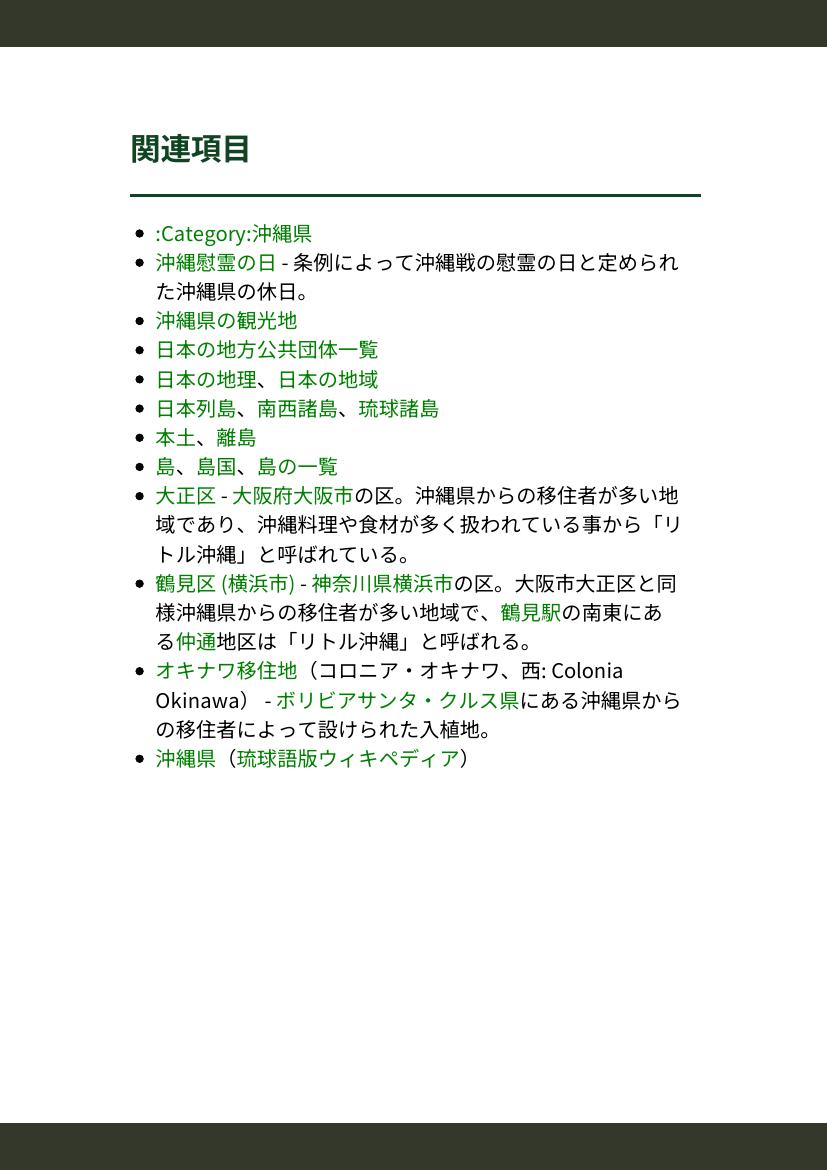 関連項目
:Category:沖縄県
沖縄慰霊の日 - 条例によって沖縄戦の慰霊の日と定められ
た沖縄県の休日。
沖縄県の観光地
日本の地方公共団体一覧
日本の地理、日本の地域
日本列島、南西諸島、琉球諸島
本土、離島
島、島国、島の一覧
大正区 - 大阪府大阪市の区。沖縄県からの移住者が多い地
域であり、沖縄料理や食材が多く扱われている事から「リ
トル沖縄」と呼ばれている。
鶴見区 (横浜市) - 神奈川県横浜市の区。大阪市大正区と同
様沖縄県からの移住者が多い地域で、鶴見駅の南東にあ
る仲通地区は「リトル沖縄」と呼ばれる。
オキナワ移住地（コロニア・オキナワ、西: Colonia
Okinawa） - ボリビアサンタ・クルス県にある沖縄県から
の移住者によって設けられた入植地。
沖縄県（琉球語版ウィキペディア）